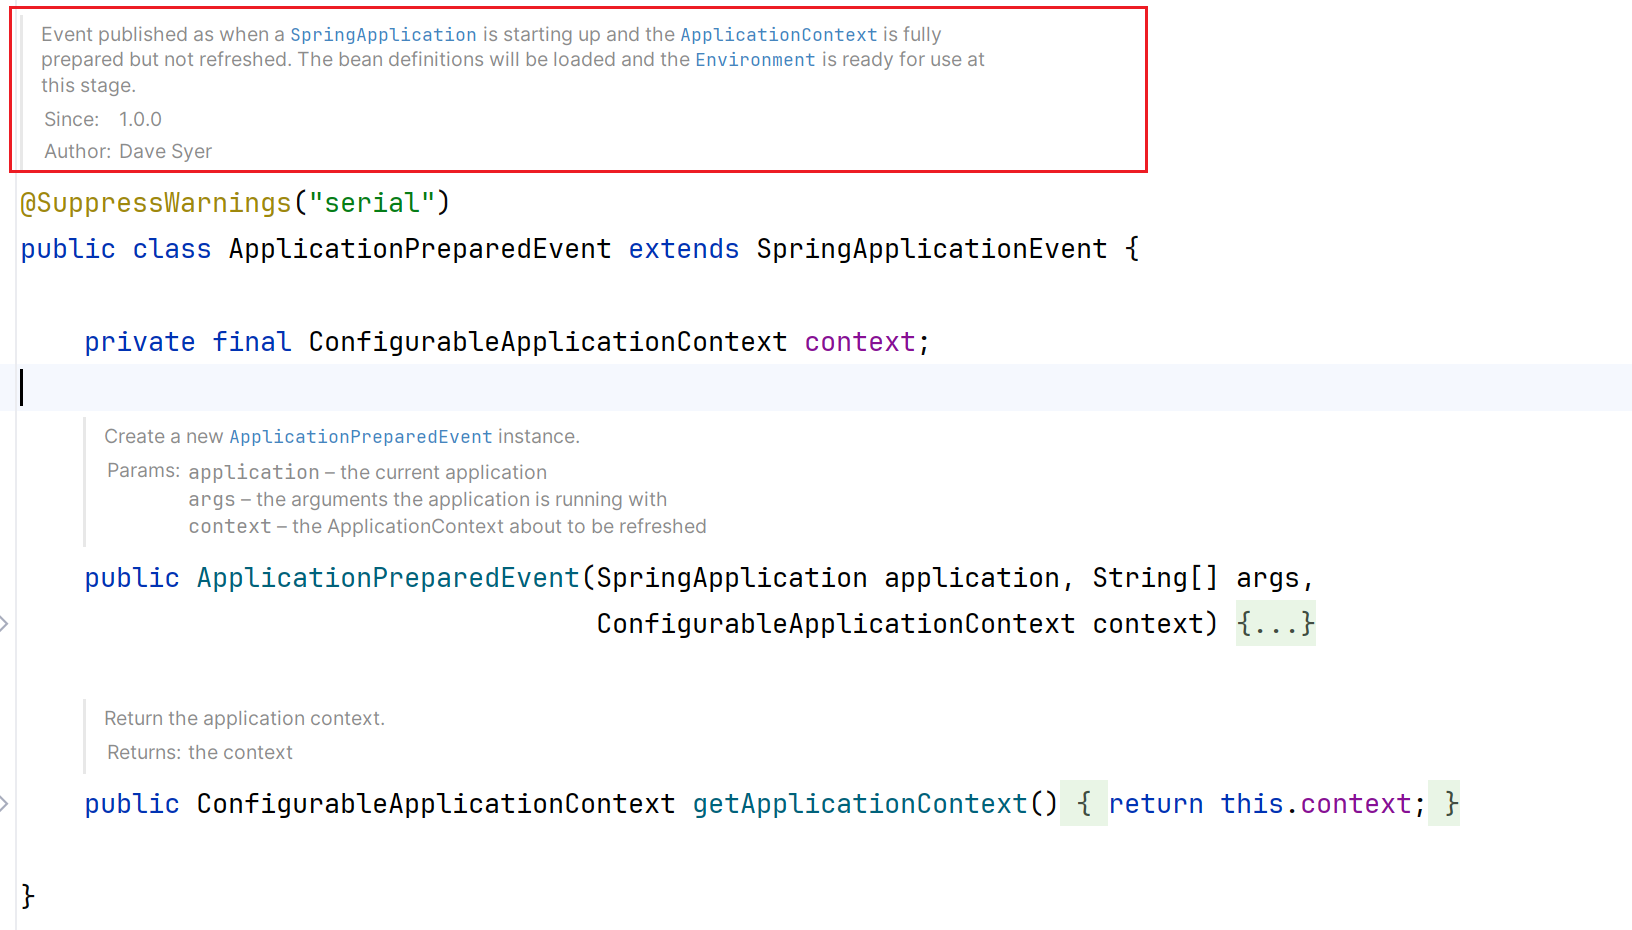 Event published as when a SpringApplication is starting up and the ApplicationContext is fully
prepared but not refreshed. The bean definitions will be loaded and the Environment is ready for use at
this stage.
Since: 1.0.0
Author: Dave Syer
@SuppressWarnings("serial")
public class ApplicationPreparedEvent extends SpringApplicationEvent {
private final ConfigurableApplicationContext context;
Create a new ApplicationPreparedEvent instance.
Params: application – the current application
args – the arguments the application is running with
context – the ApplicationContext about to be refreshed
public ApplicationPreparedEvent(SpringApplication application, String[] args,
ConfigurableApplicationContext context) {...}
Return the application context.
Returns: the context
public ConfigurableApplicationContext getApplicationContext() { return this.context; }
}